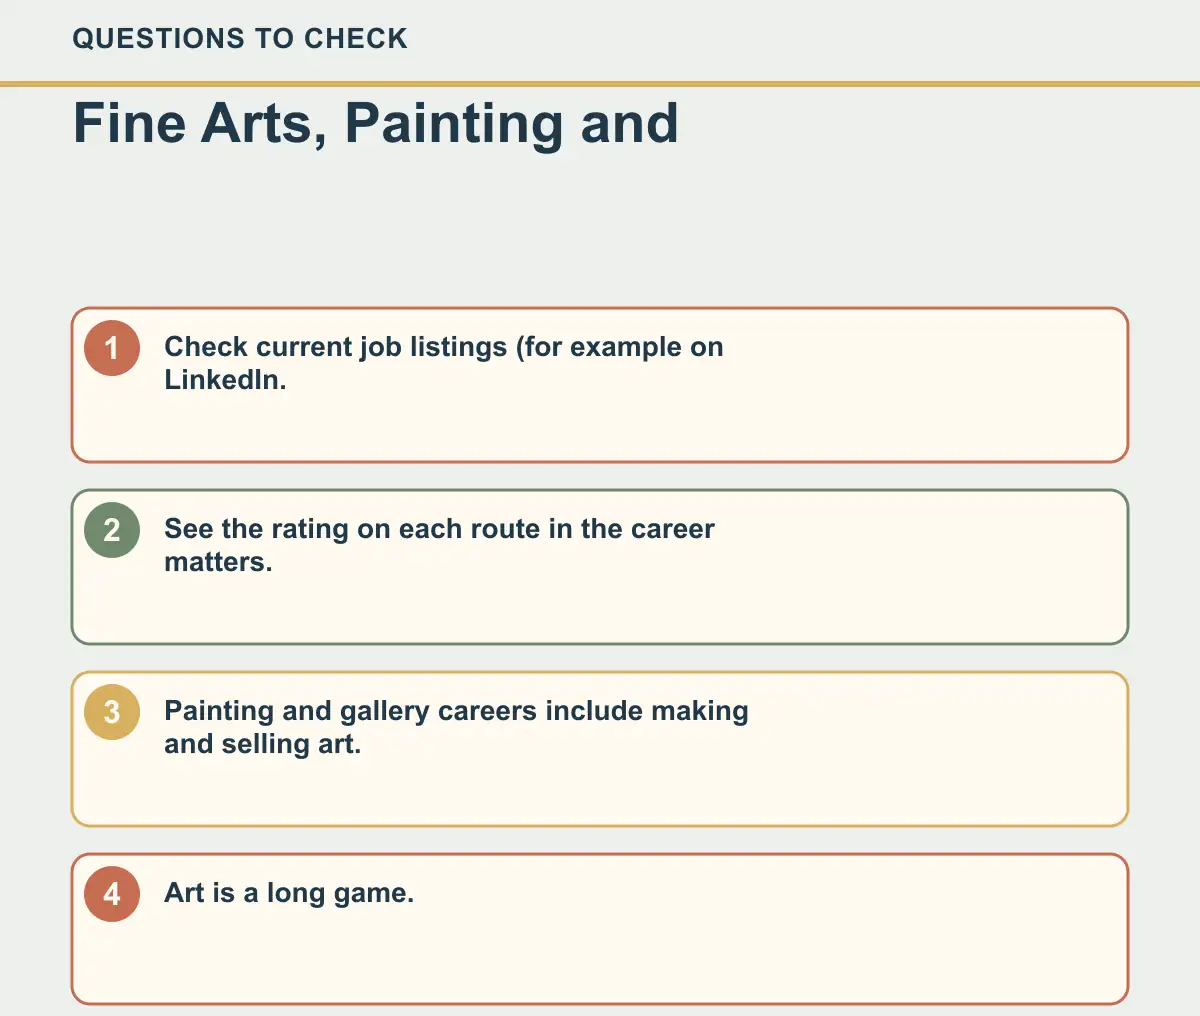 QUESTIONS TO CHECK
Fine Arts, Painting and
1
Check current job listings (for example on
LinkedIn.
2
See the rating on each route in the career
matters.
3
Painting and gallery careers include making
and selling art.
4
Art is a long game.